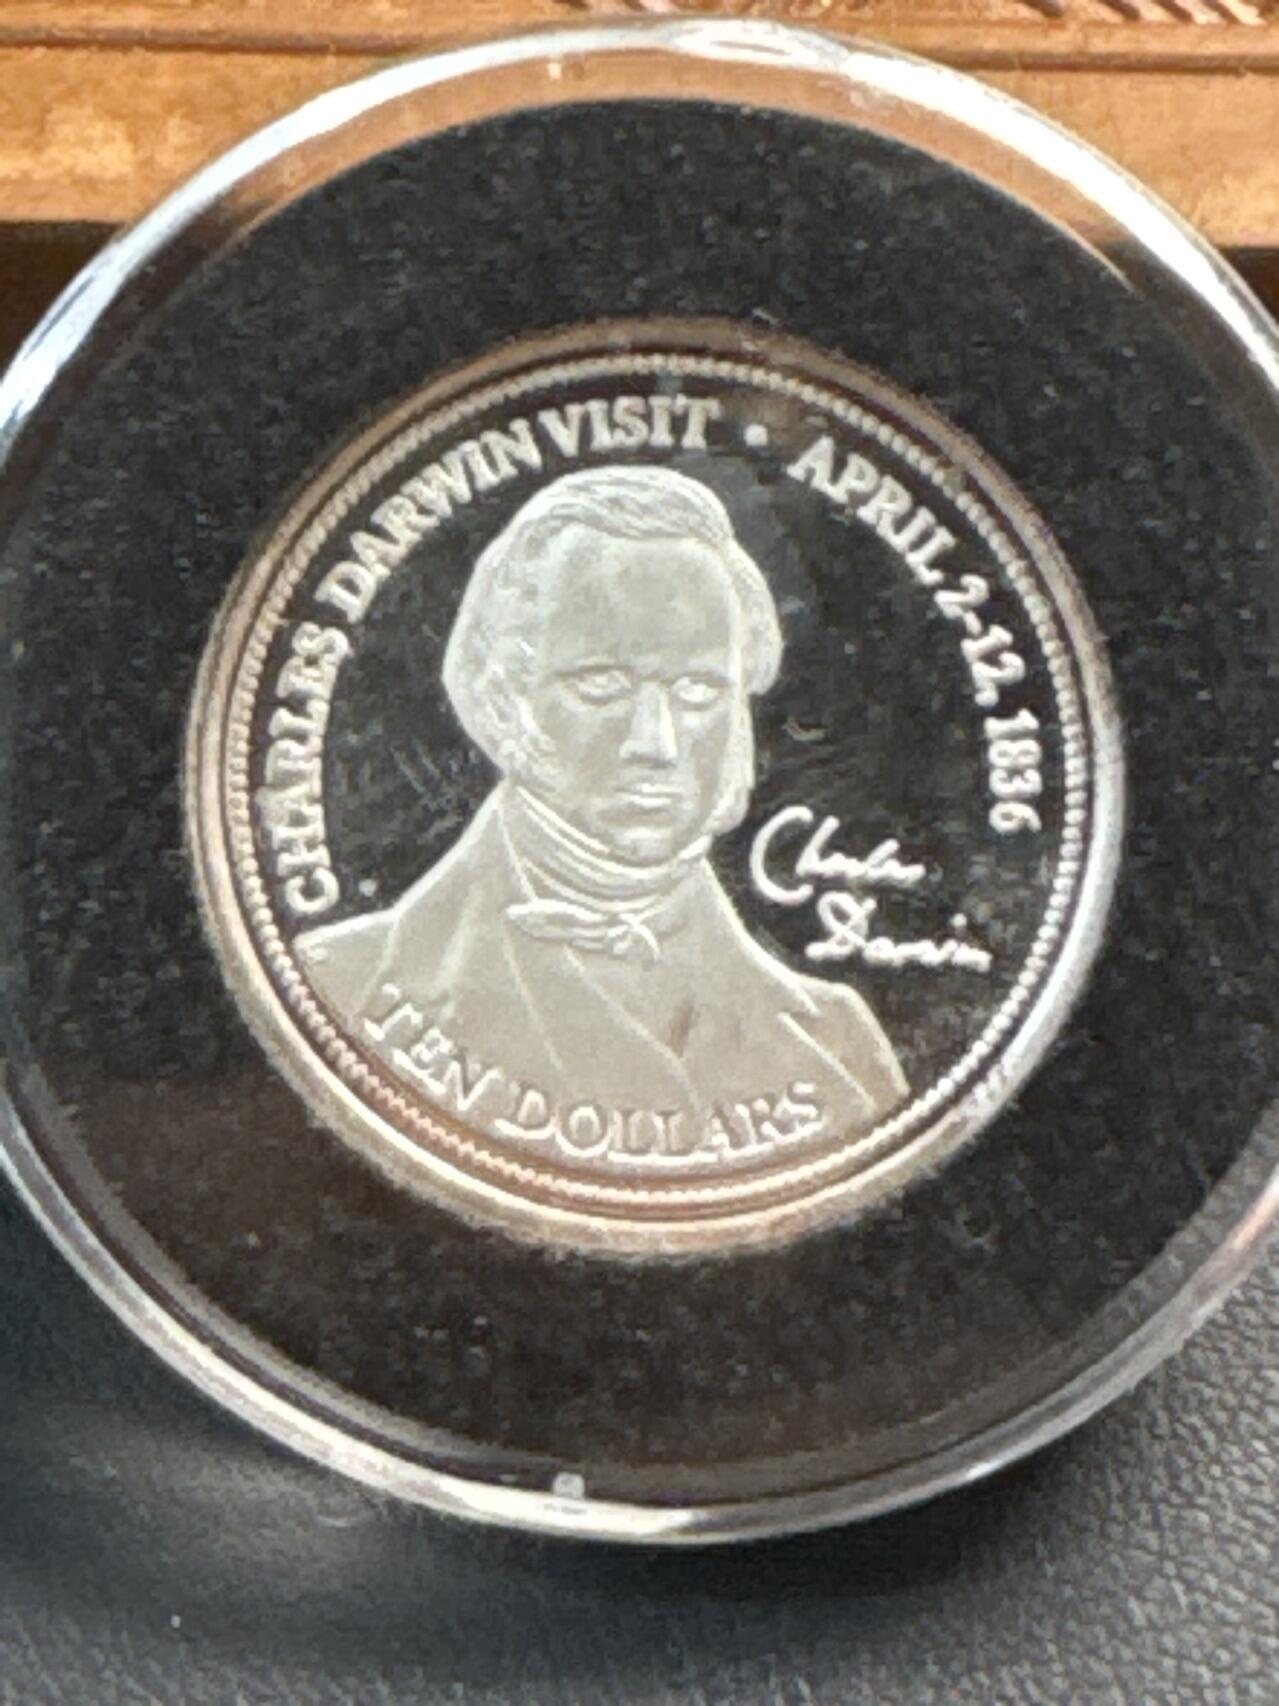 CHARLES DARWIN VISIT • APRIL 2-12, 1836
Charles
Darwin
TEN DOLLARS